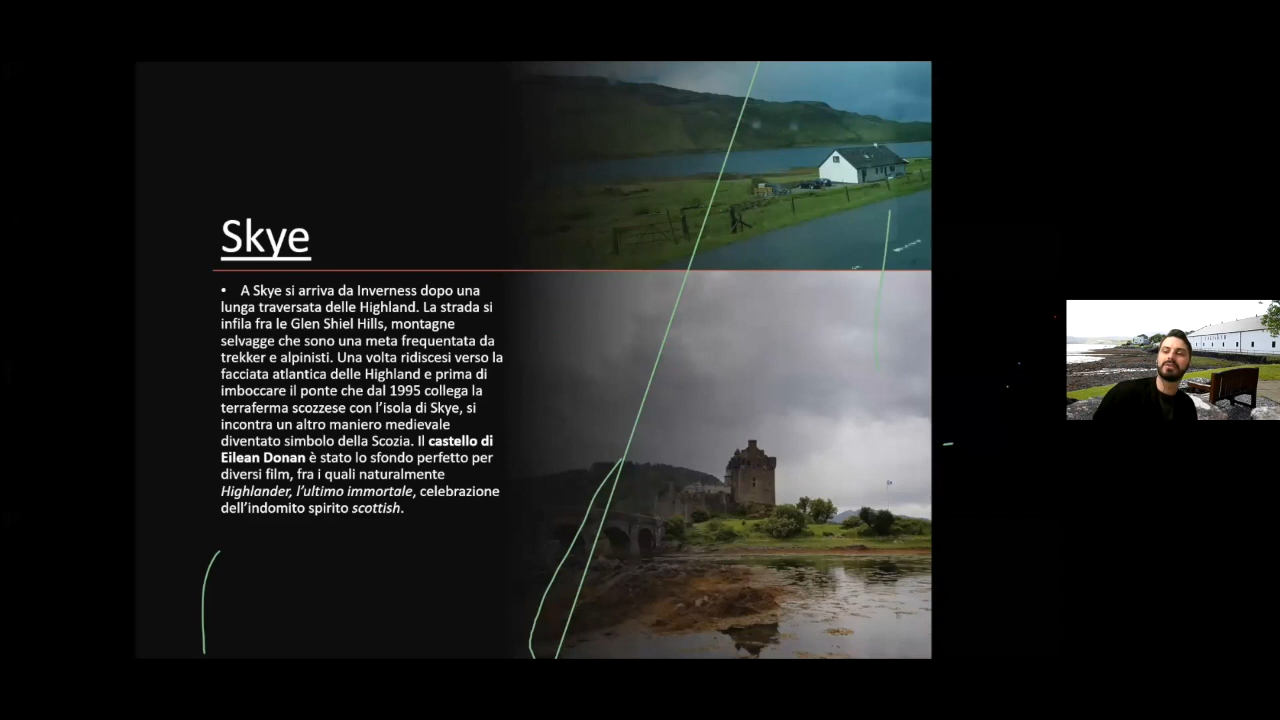 Skye
• A Skye si arriva da Inverness dopo una
lunga traversata delle Highland. La strada si
infila fra le Glen Shiel Hills, montagne
selvagge che sono una meta frequentata da
trekker e alpinisti. Una volta ridiscesi verso la
facciata atlantica delle Highland e prima di
imboccare il ponte che dal 1995 collega la
terraferma scozzese con l’isola di Skye, si
incontra un altro maniero medievale
diventato simbolo della Scozia. Il castello di
Eilean Donan è stato lo sfondo perfetto per
diversi film, fra i quali naturalmente
Highlander, l’ultimo immortale, celebrazione
dell’indomito spirito scottish.